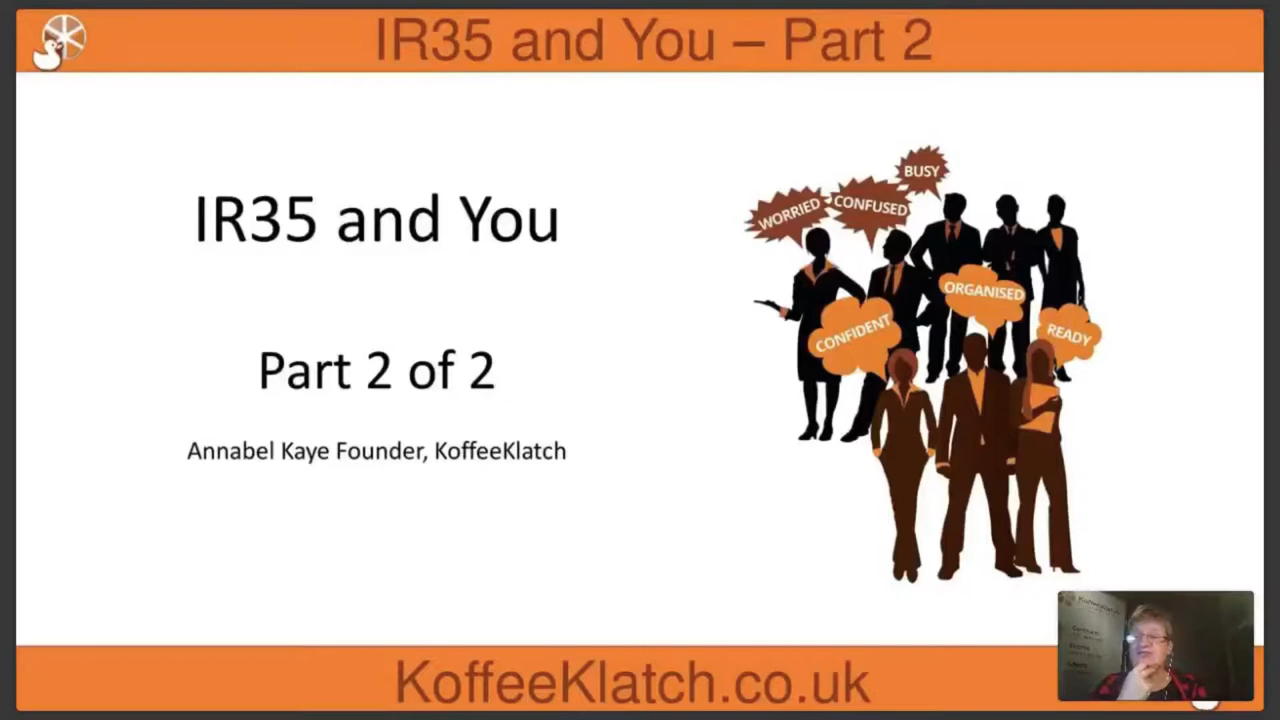 IR35 and You – Part 2
IR35 and You
Part 2 of 2
Annabel Kaye Founder, KoffeeKlatch
BUSY
WORRIED
CONFUSED
ORGANISED
CONFIDENT
READY
KoffeeKlatch.co.uk
KoffeeKlatch